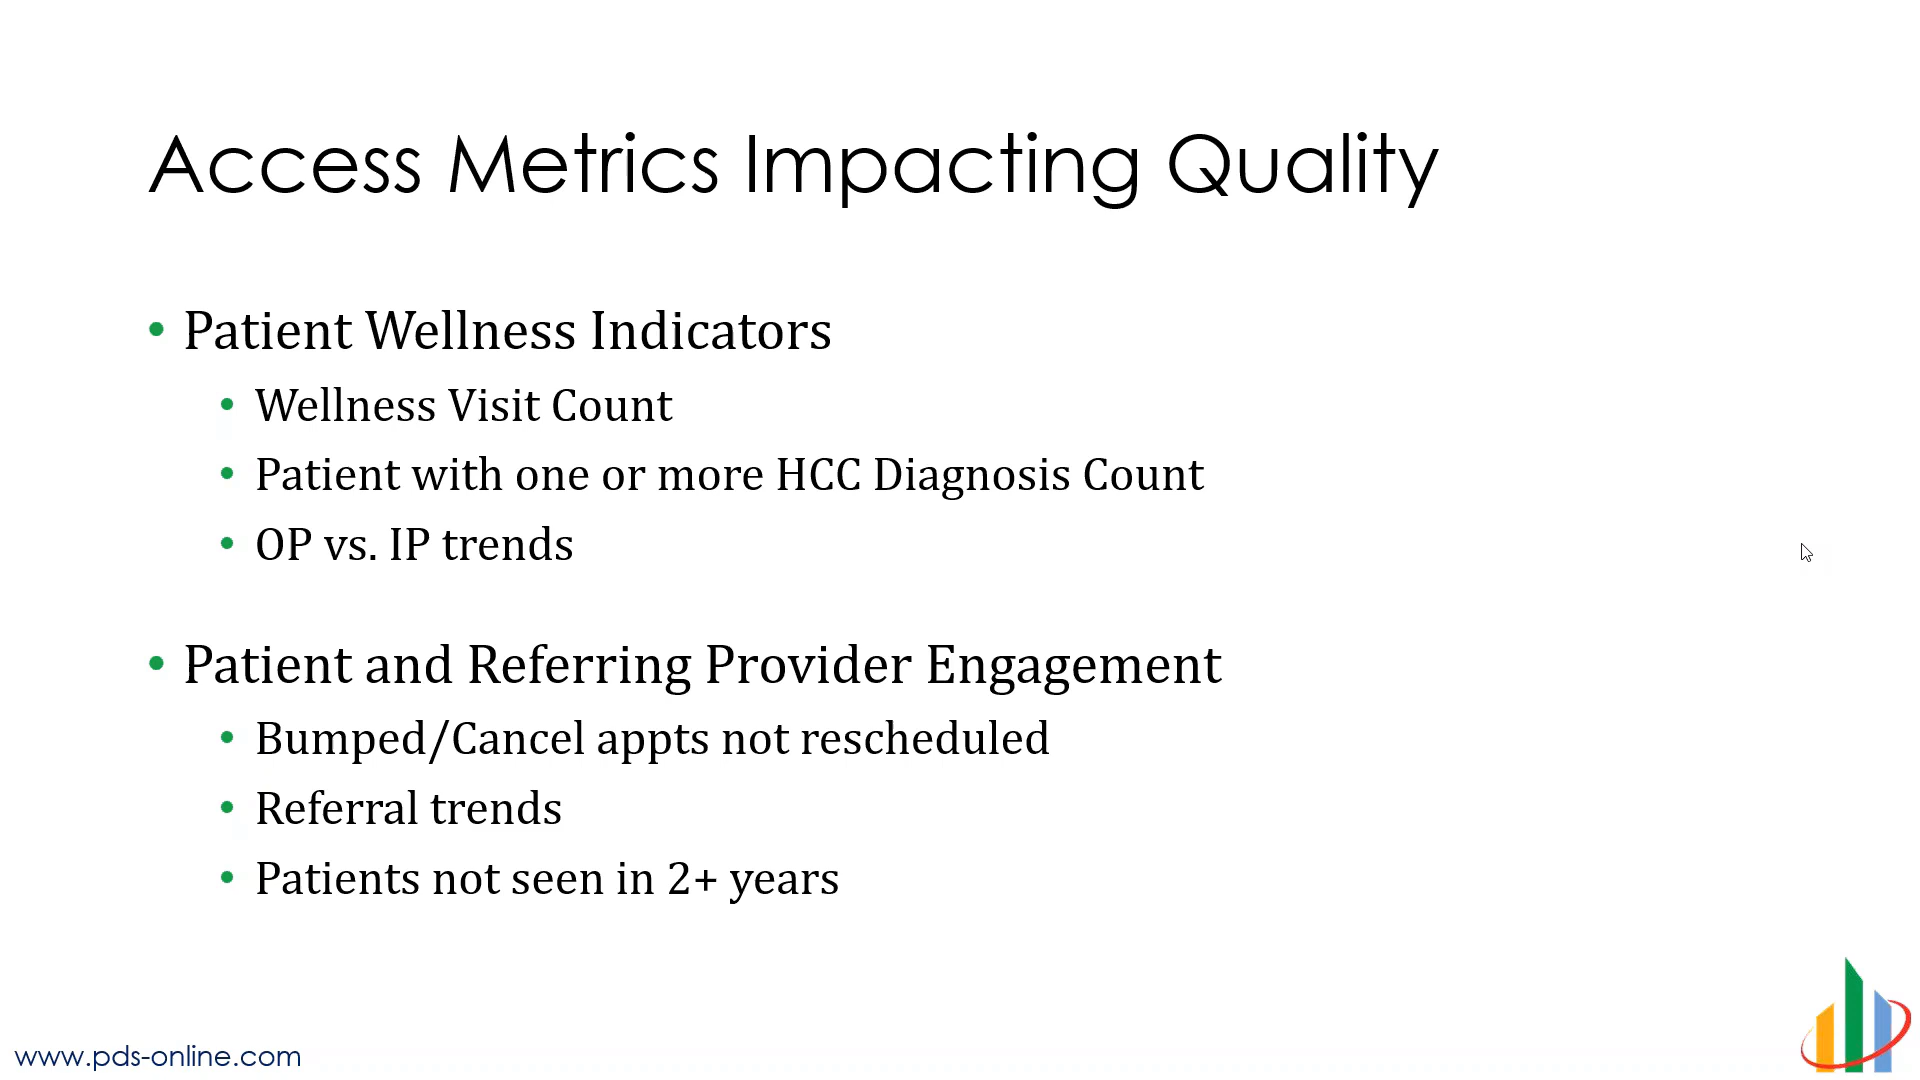 Access Metrics Impacting Quality
• Patient Wellness Indicators
• Wellness Visit Count
• Patient with one or more HCC Diagnosis Count
• OP vs. IP trends
• Patient and Referring Provider Engagement
• Bumped/Cancel appts not rescheduled
• Referral trends
• Patients not seen in 2+ years
www.pds-online.com